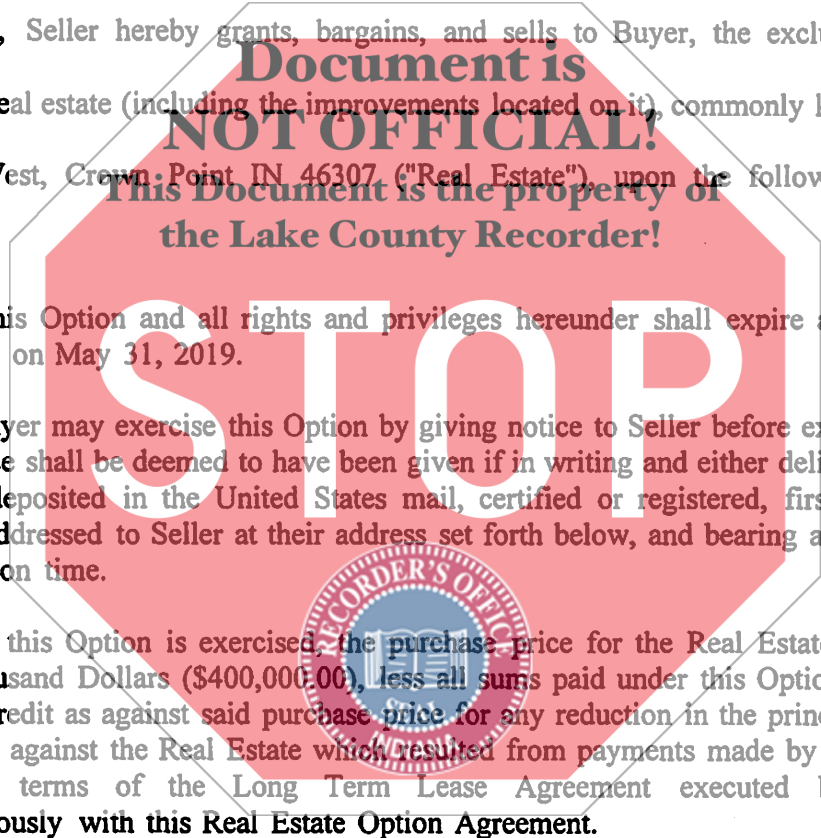 , Seller hereby grants, bargains, and sells to Buyer, the exclu
Document is
eal estate (including the improvements located on it), commonly k
NOT OFFICIAL!
West, Crown Point IN 46307 ("Real Estate"), upon the follow
This Document is the property of
the Lake County Recorder!
STOP
his Option and all rights and privileges hereunder shall expire a
on May 31, 2019.
yer may exercise this Option by giving notice to Seller before ex
e shall be deemed to have been given if in writing and either deli
deposited in the United States mail, certified or registered, firs
ddressed to Seller at their address set forth below, and bearing a
on time.
RECORDER'S OFFICE
SEAL
INDIANA
this Option is exercised, the purchase price for the Real Estate
usand Dollars ($400,000.00), less all sums paid under this Optio
redit as against said purchase price for any reduction in the princ
against the Real Estate which resulted from payments made by
terms of the Long Term Lease Agreement executed b
ously with this Real Estate Option Agreement.